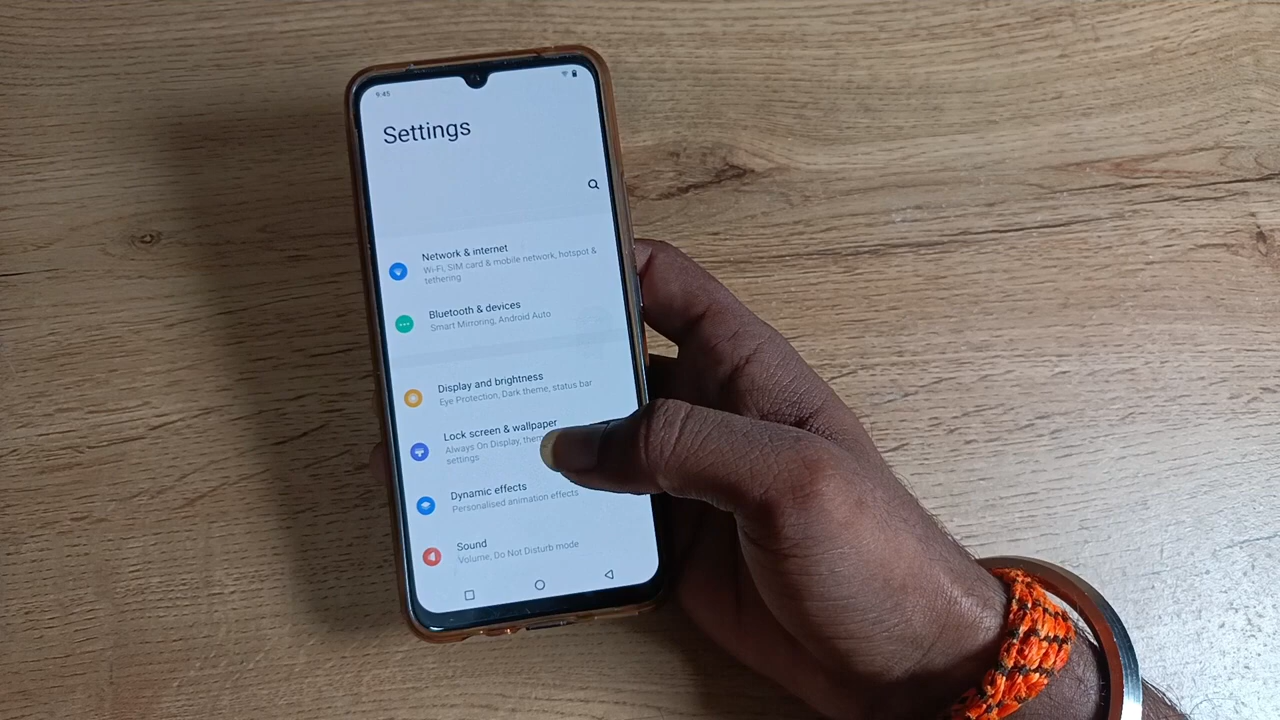 9:45
Settings
Network & internet
Wi-Fi, SIM card & mobile network, hotspot &
tethering
Bluetooth & devices
Smart Mirroring, Android Auto
Display and brightness
Eye Protection, Dark theme, status bar
Lock screen & wallpaper
Always On Display,
settings
Dynamic effects
Personalised animation effects
Sound
Volume, Do Not Disturb mode